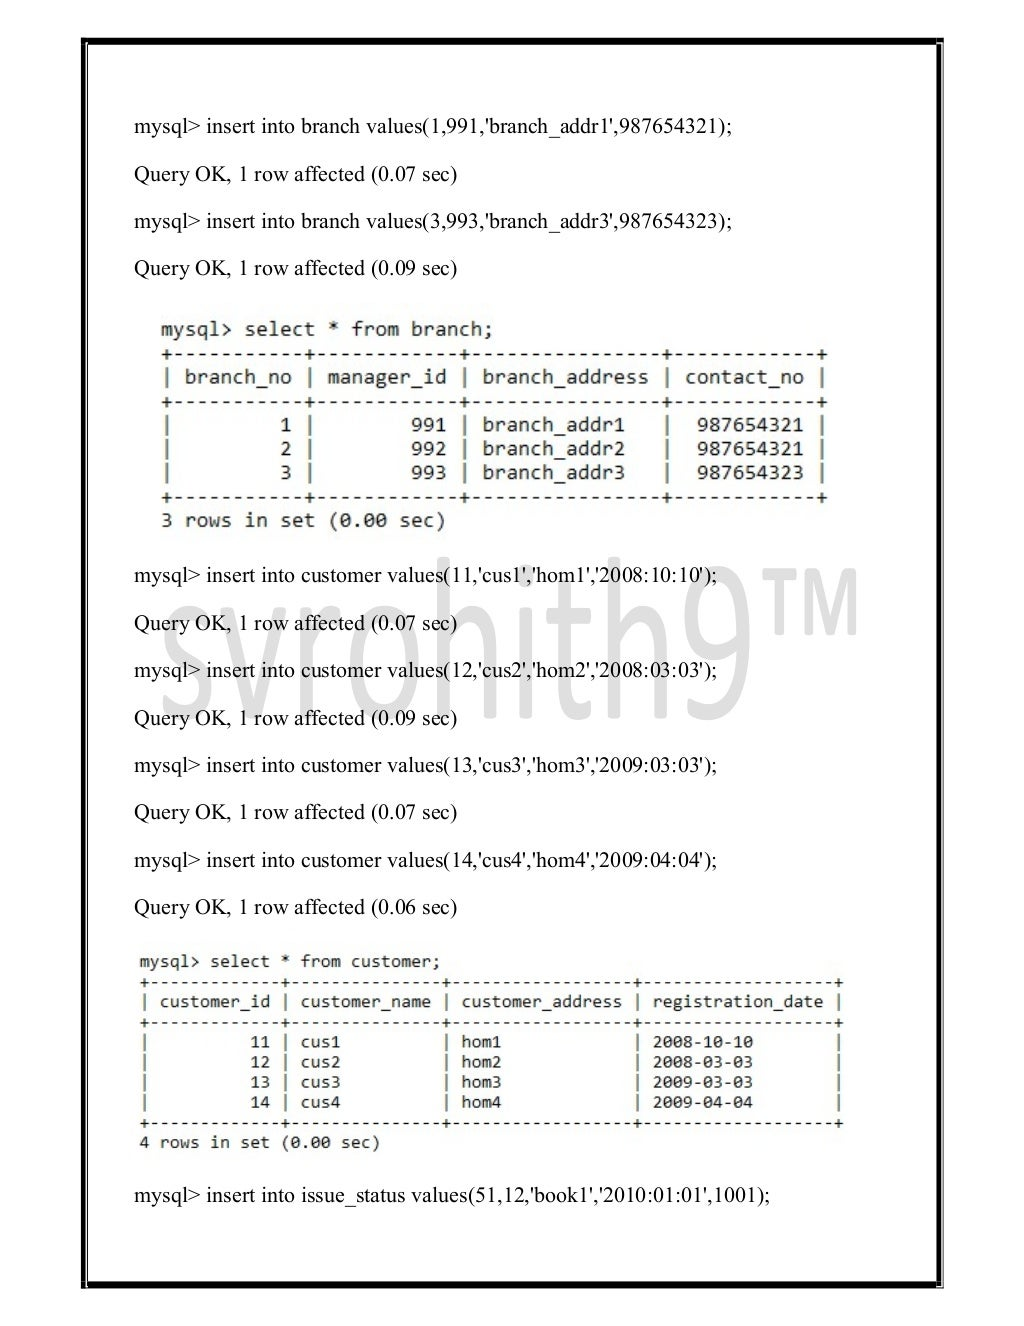 mysql> insert into branch values(1,991,'branch_addr1',987654321);
Query OK, 1 row affected (0.07 sec)
mysql> insert into branch values(3,993,'branch_addr3',987654323);
Query OK, 1 row affected (0.09 sec)
mysql> select * from branch;
+-----------+------------+----------------+------------+
| branch_no | manager_id | branch_address | contact_no |
+-----------+------------+----------------+------------+
| 1 | 991 | branch_addr1 | 987654321 |
| 2 | 992 | branch_addr2 | 987654321 |
| 3 | 993 | branch_addr3 | 987654323 |
+-----------+------------+----------------+------------+
3 rows in set (0.00 sec)
mysql> insert into customer values(11,'cus1','hom1','2008:10:10');
Query OK, 1 row affected (0.07 sec)
svrohith9™
mysql> insert into customer values(12,'cus2','hom2','2008:03:03');
Query OK, 1 row affected (0.09 sec)
mysql> insert into customer values(13,'cus3','hom3','2009:03:03');
Query OK, 1 row affected (0.07 sec)
mysql> insert into customer values(14,'cus4','hom4','2009:04:04');
Query OK, 1 row affected (0.06 sec)
mysql> select * from customer;
+-------------+---------------+------------------+-------------------+
| customer_id | customer_name | customer_address | registration_date |
+-------------+---------------+------------------+-------------------+
| 11 | cus1 | hom1 | 2008-10-10 |
| 12 | cus2 | hom2 | 2008-03-03 |
| 13 | cus3 | hom3 | 2009-03-03 |
| 14 | cus4 | hom4 | 2009-04-04 |
+-------------+---------------+------------------+-------------------+
4 rows in set (0.00 sec)
mysql> insert into issue_status values(51,12,'book1','2010:01:01',1001);